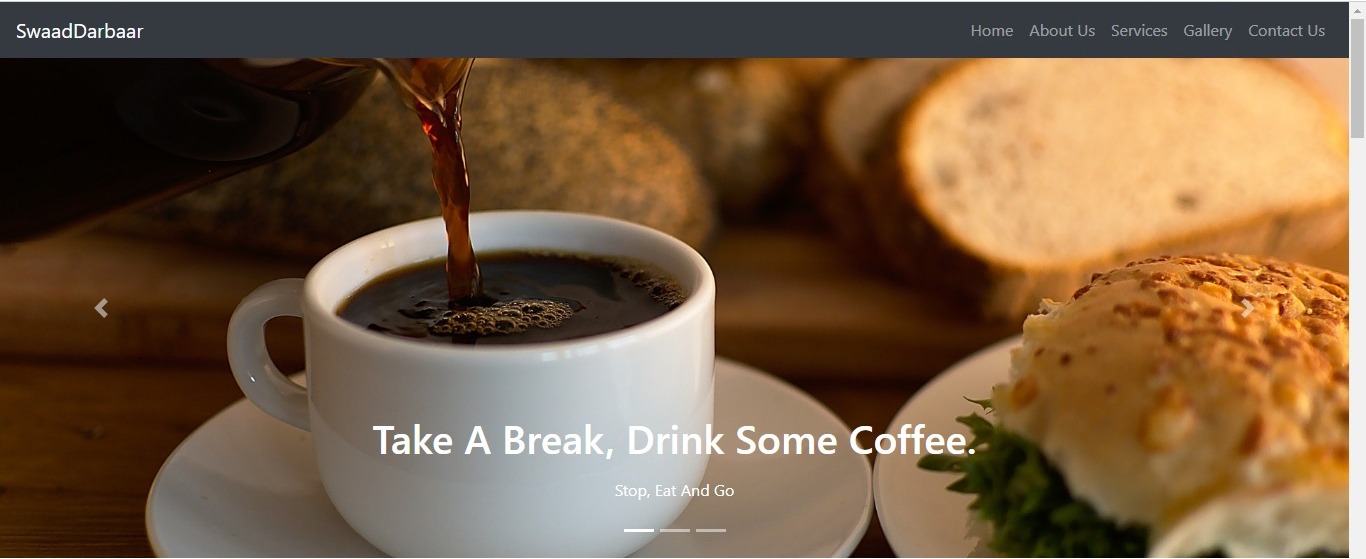 SwaadDarbaar
Home About Us Services Gallery Contact Us
Take A Break, Drink Some Coffee.
Stop, Eat And Go